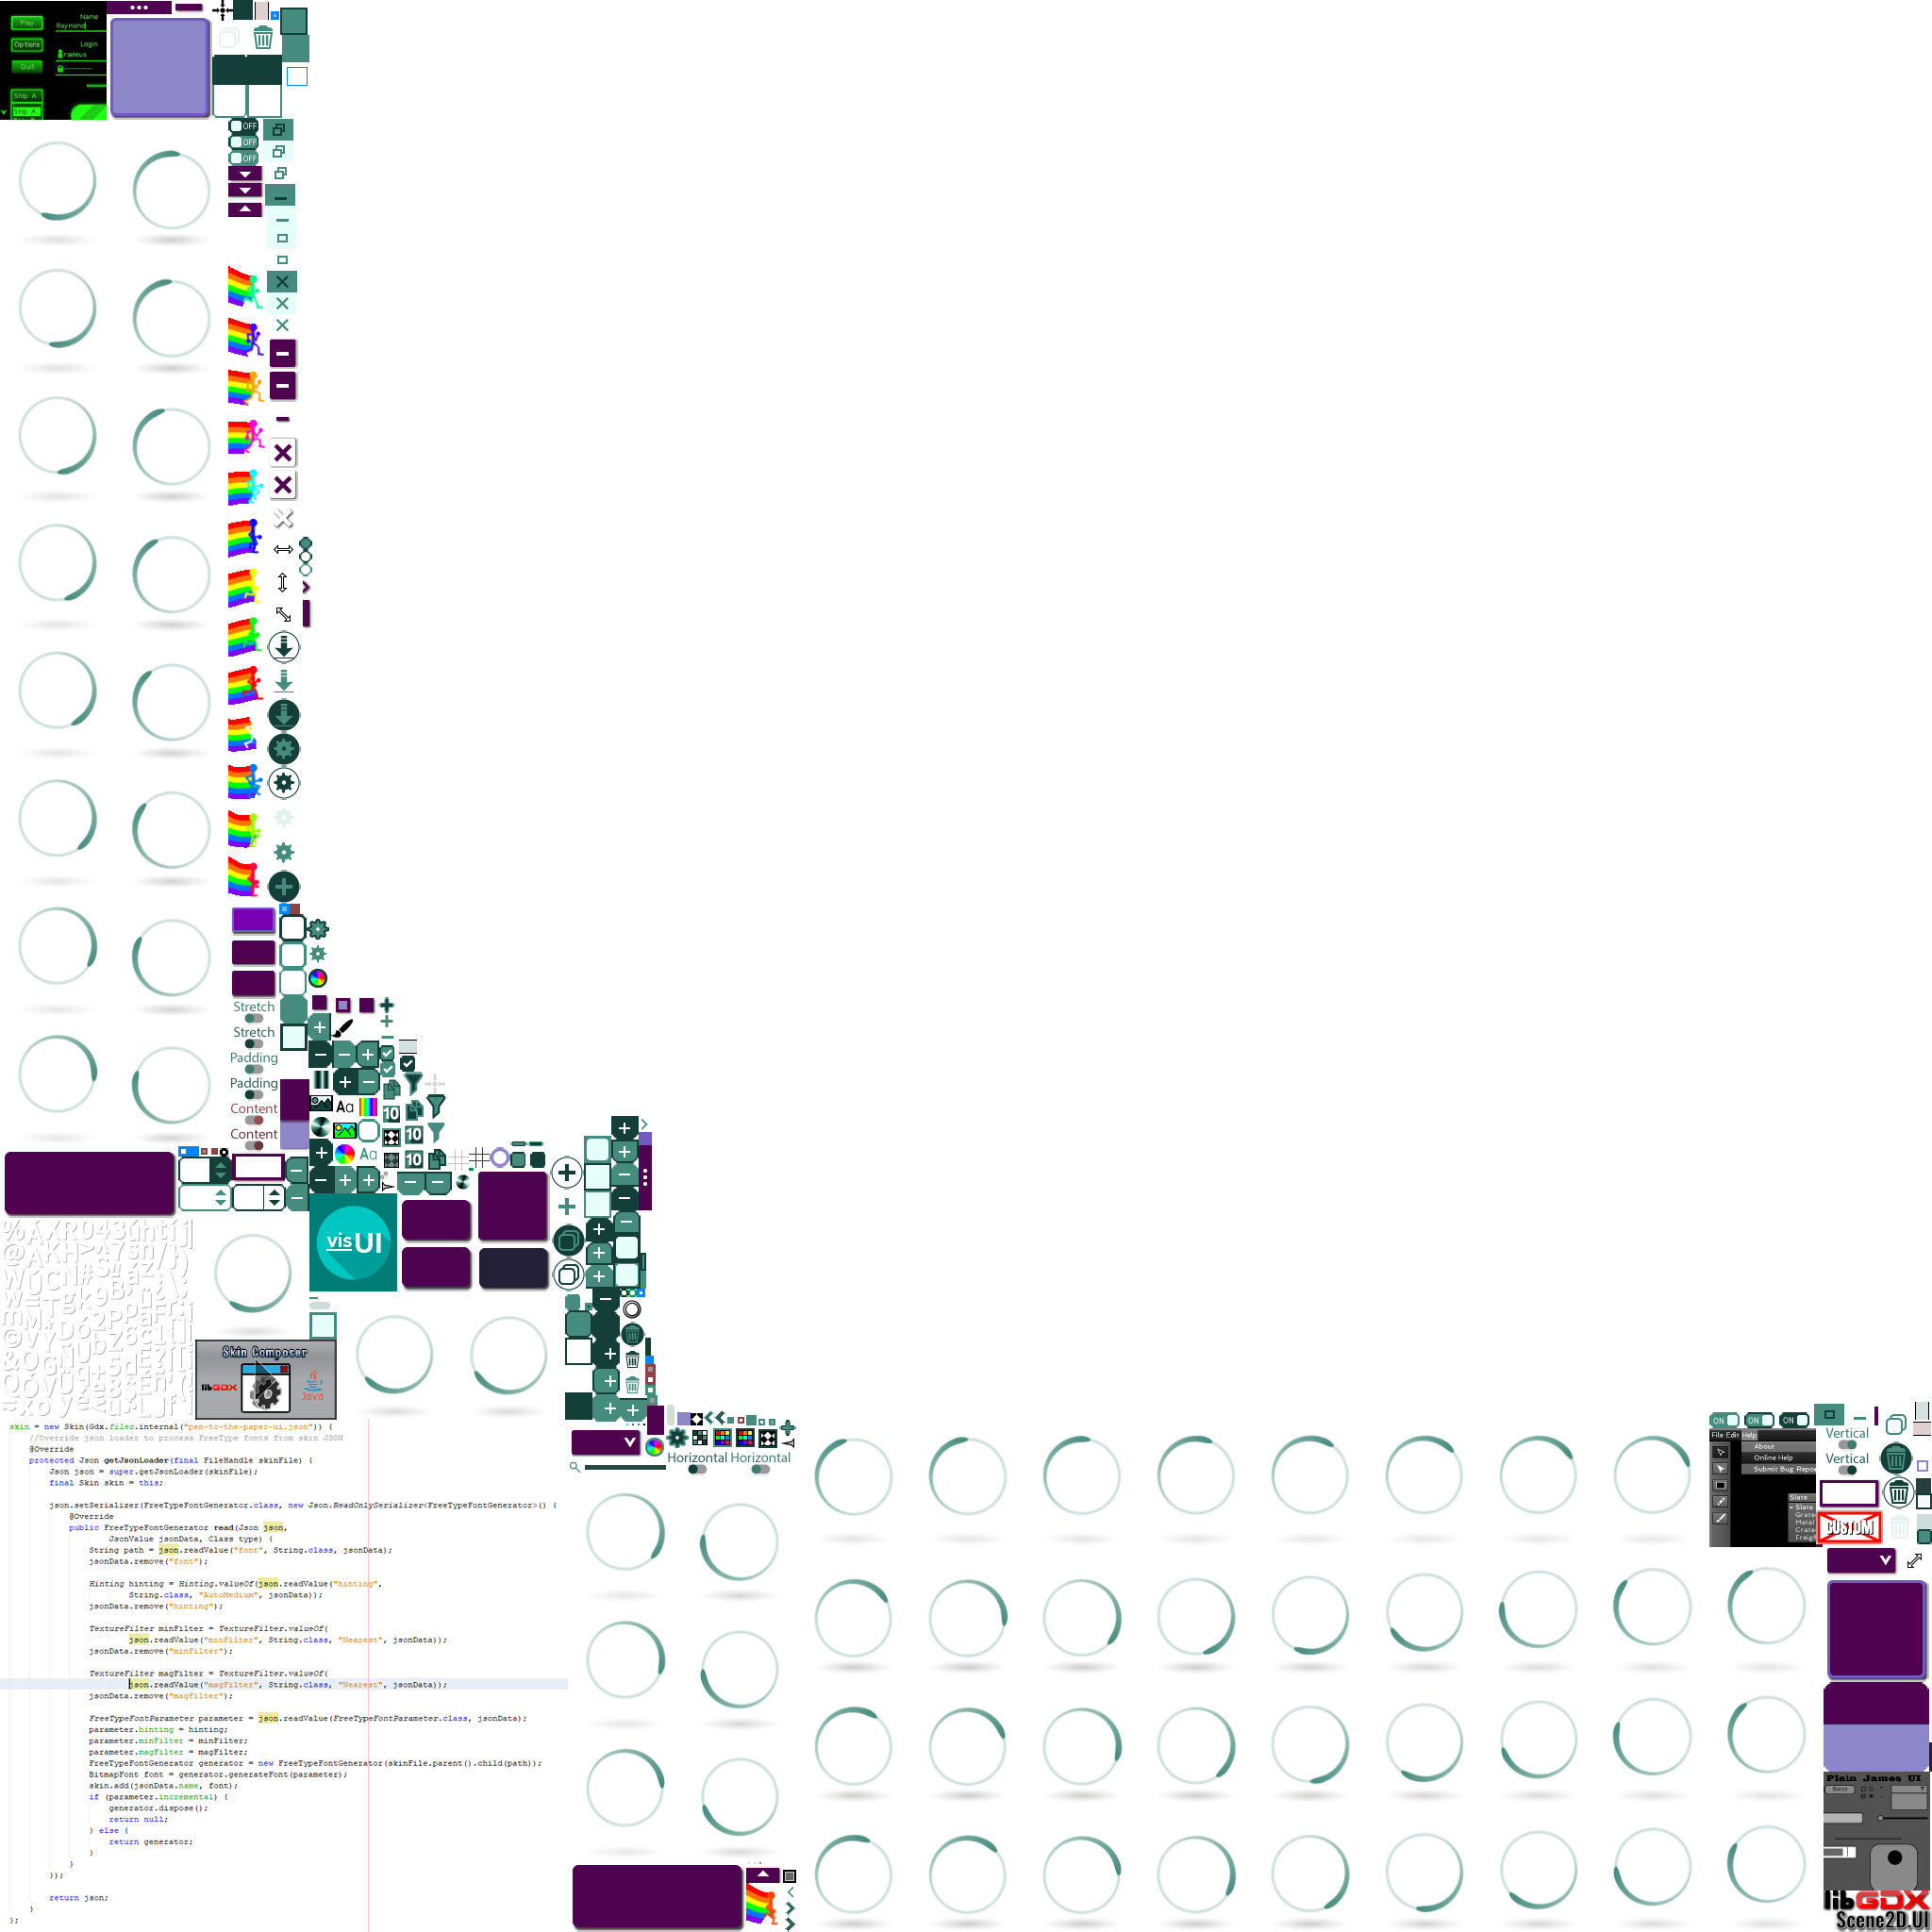 Play
Name
Raymond
Options
Login
raeleus
Quit
Ship A
Ship A
OFF
OFF
OFF
Stretch
Stretch
Padding
Padding
Content
Content
Aa
10
10
Aa
10
visUI
%ÁXR043úhtíj|
Skin Composer
libGDX
Java
Horizontal
Horizontal
skin = new Skin(Gdx.files.internal("pen-to-the-paper-ui.json")) {
//Override json loader to process FreeType fonts from skin JSON
@Override
protected Json getJsonLoader(final FileHandle skinFile) {
Json json = super.getJsonLoader(skinFile);
final Skin skin = this;
json.setSerializer(FreeTypeFontGenerator.class, new Json.ReadOnlySerializer<FreeTypeFontGenerator>() {
@Override
public FreeTypeFontGenerator read(Json json,
JsonValue jsonData, Class type) {
String path = json.readValue("font", String.class, jsonData);
jsonData.remove("font");
Hinting hinting = Hinting.valueOf(json.readValue("hinting",
String.class, "AutoMedium", jsonData));
jsonData.remove("hinting");
TextureFilter minFilter = TextureFilter.valueOf(
json.readValue("minFilter", String.class, "Nearest", jsonData));
jsonData.remove("minFilter");
TextureFilter magFilter = TextureFilter.valueOf(
json.readValue("magFilter", String.class, "Nearest", jsonData));
jsonData.remove("magFilter");
FreeTypeFontParameter parameter = json.readValue(FreeTypeFontParameter.class, jsonData);
parameter.hinting = hinting;
parameter.minFilter = minFilter;
parameter.magFilter = magFilter;
FreeTypeFontGenerator generator = new FreeTypeFontGenerator(skinFile.parent().child(path));
BitmapFont font = generator.generateFont(parameter);
skin.add(jsonData.name, font);
if (parameter.incremental) {
generator.dispose();
return null;
} else {
return generator;
}
}
});
return json;
}
};
ON
ON
ON
File Edit Help
About
Online Help
Submit Bug Repor
Slate
Slate
Vertical
Vertical
CUSTOM
Plain James UI
libGDX
Scene2D.UI